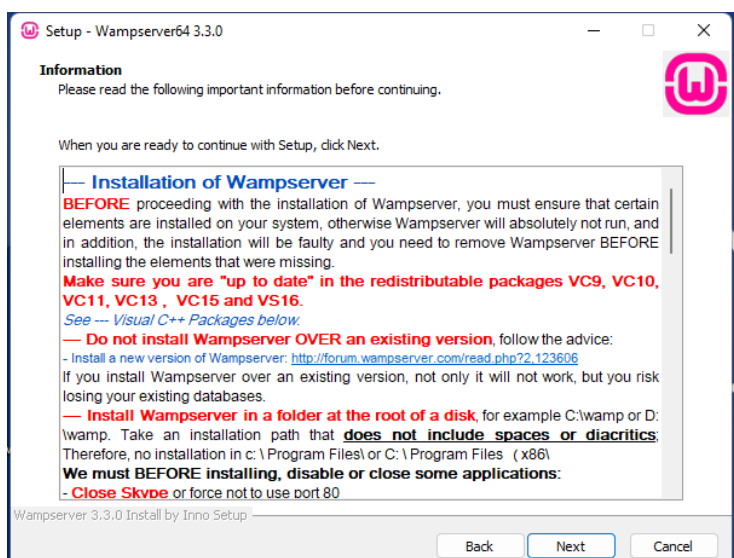 Setup - Wampserver64 3.3.0
Information
Please read the following important information before continuing.
When you are ready to continue with Setup, click Next.
--- Installation of Wampserver ---
BEFORE proceeding with the installation of Wampserver, you must ensure that certain
elements are installed on your system, otherwise Wampserver will absolutely not run, and
in addition, the installation will be faulty and you need to remove Wampserver BEFORE
installing the elements that were missing.
Make sure you are "up to date" in the redistributable packages VC9, VC10,
VC11, VC13 , VC15 and VS16.
See --- Visual C++ Packages below.
--- Do not install Wampserver OVER an existing version, follow the advice:
- Install a new version of Wampserver: http://forum.wampserver.com/read.php?2,123606
If you install Wampserver over an existing version, not only it will not work, but you risk
losing your existing databases.
--- Install Wampserver in a folder at the root of a disk, for example C:\wamp or D:
\wamp. Take an installation path that does not include spaces or diacritics;
Therefore, no installation in c: \ Program Files\ or C: \ Program Files (x86\
We must BEFORE installing, disable or close some applications:
- Close Skype or force not to use port 80
Wampserver 3.3.0 Install by Inno Setup
Back
Next
Cancel